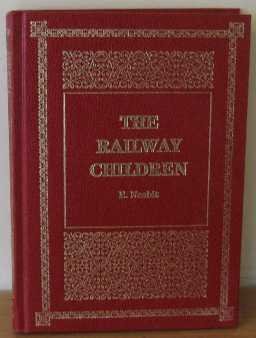 THE
RAILWAY
CHILDREN
E. Nesbit